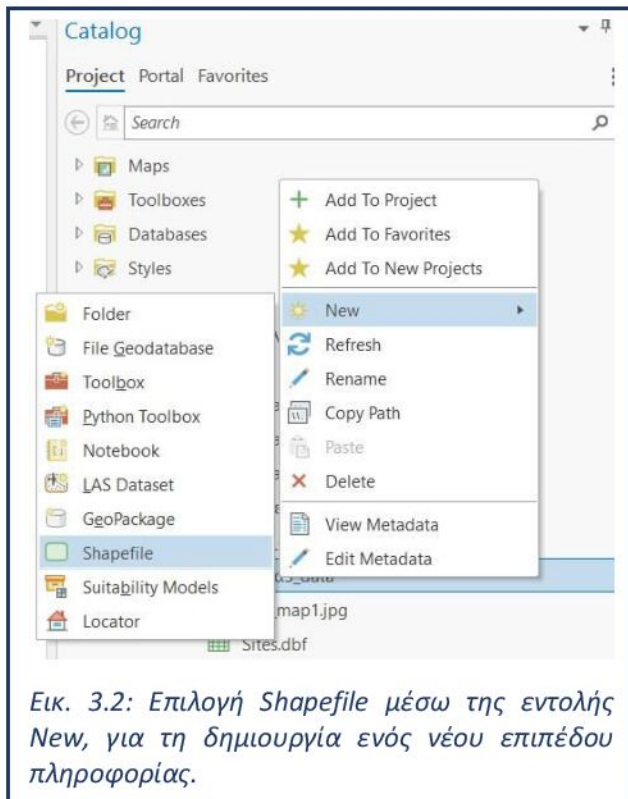 Catalog
Project Portal Favorites
Search
Maps
Toolboxes
Databases
Styles
Add To Project
Add To Favorites
Add To New Projects
New
Refresh
Rename
Copy Path
Paste
Delete
View Metadata
Edit Metadata
Folder
File Geodatabase
Toolbox
Python Toolbox
Notebook
LAS Dataset
GeoPackage
Shapefile
Suitability Models
Locator
_map1.jpg
Sites.dbf
Εικ. 3.2: Επιλογή Shapefile μέσω της εντολής
New, για τη δημιουργία ενός νέου επιπέδου
πληροφορίας.